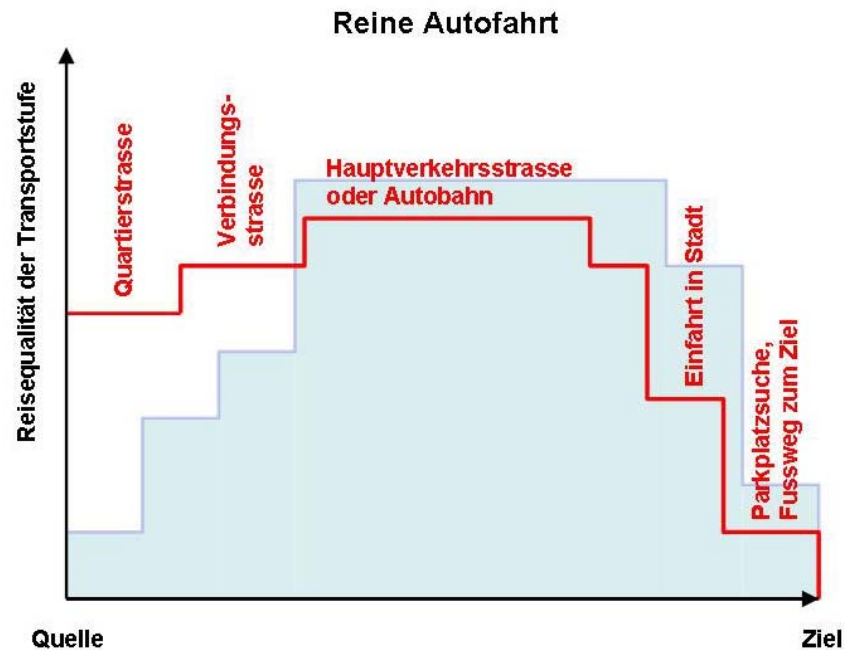 Reine Autofahrt
Reisequalität der Transportstufe
Quartierstrasse
Verbindungs-
strasse
Hauptverkehrsstrasse
oder Autobahn
Einfahrt in Stadt
Parkplatzsuche,
Fussweg zum Ziel
Quelle
Ziel